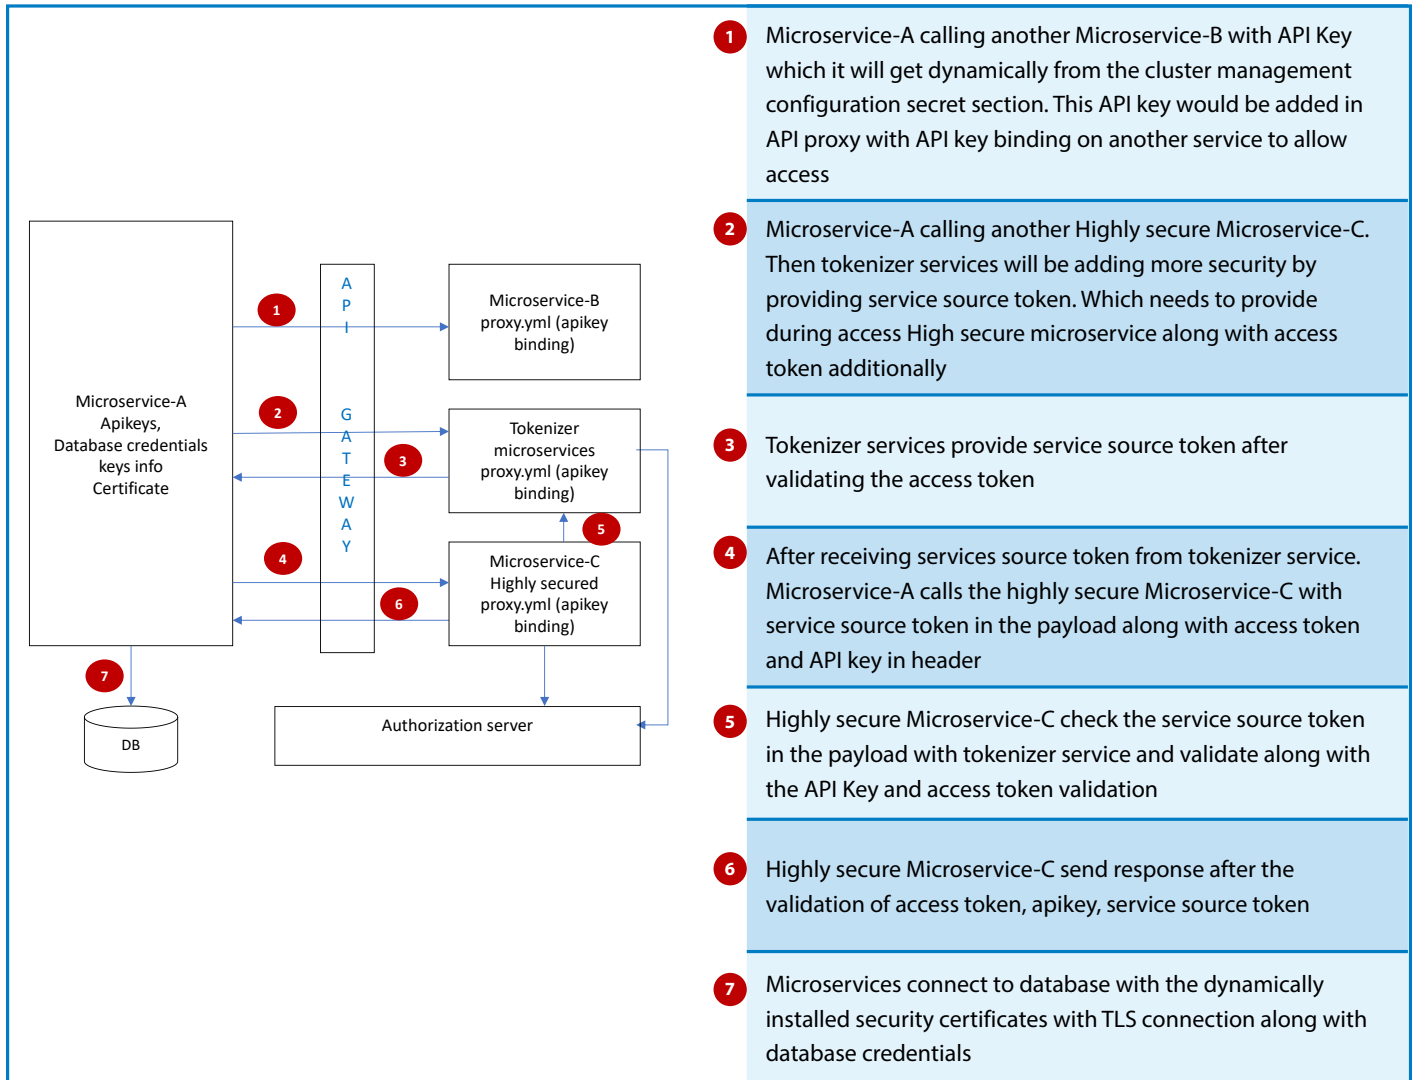 Microservice-A
Apikeys,
Database credentials
keys info
Certificate
A
P
I
G
A
T
E
W
A
Y
1
2
3
4
5
6
7
Microservice-B
proxy.yml (apikey
binding)
Tokenizer
microservices
proxy.yml (apikey
binding)
Microservice-C
Highly secured
proxy.yml (apikey
binding)
Authorization server
DB
1
Microservice-A calling another Microservice-B with API Key
which it will get dynamically from the cluster management
configuration secret section. This API key would be added in
API proxy with API key binding on another service to allow
access
2
Microservice-A calling another Highly secure Microservice-C.
Then tokenizer services will be adding more security by
providing service source token. Which needs to provide
during access High secure microservice along with access
token additionally
3
Tokenizer services provide service source token after
validating the access token
4
After receiving services source token from tokenizer service.
Microservice-A calls the highly secure Microservice-C with
service source token in the payload along with access token
and API key in header
5
Highly secure Microservice-C check the service source token
in the payload with tokenizer service and validate along with
the API Key and access token validation
6
Highly secure Microservice-C send response after the
validation of access token, apikey, service source token
7
Microservices connect to database with the dynamically
installed security certificates with TLS connection along with
database credentials